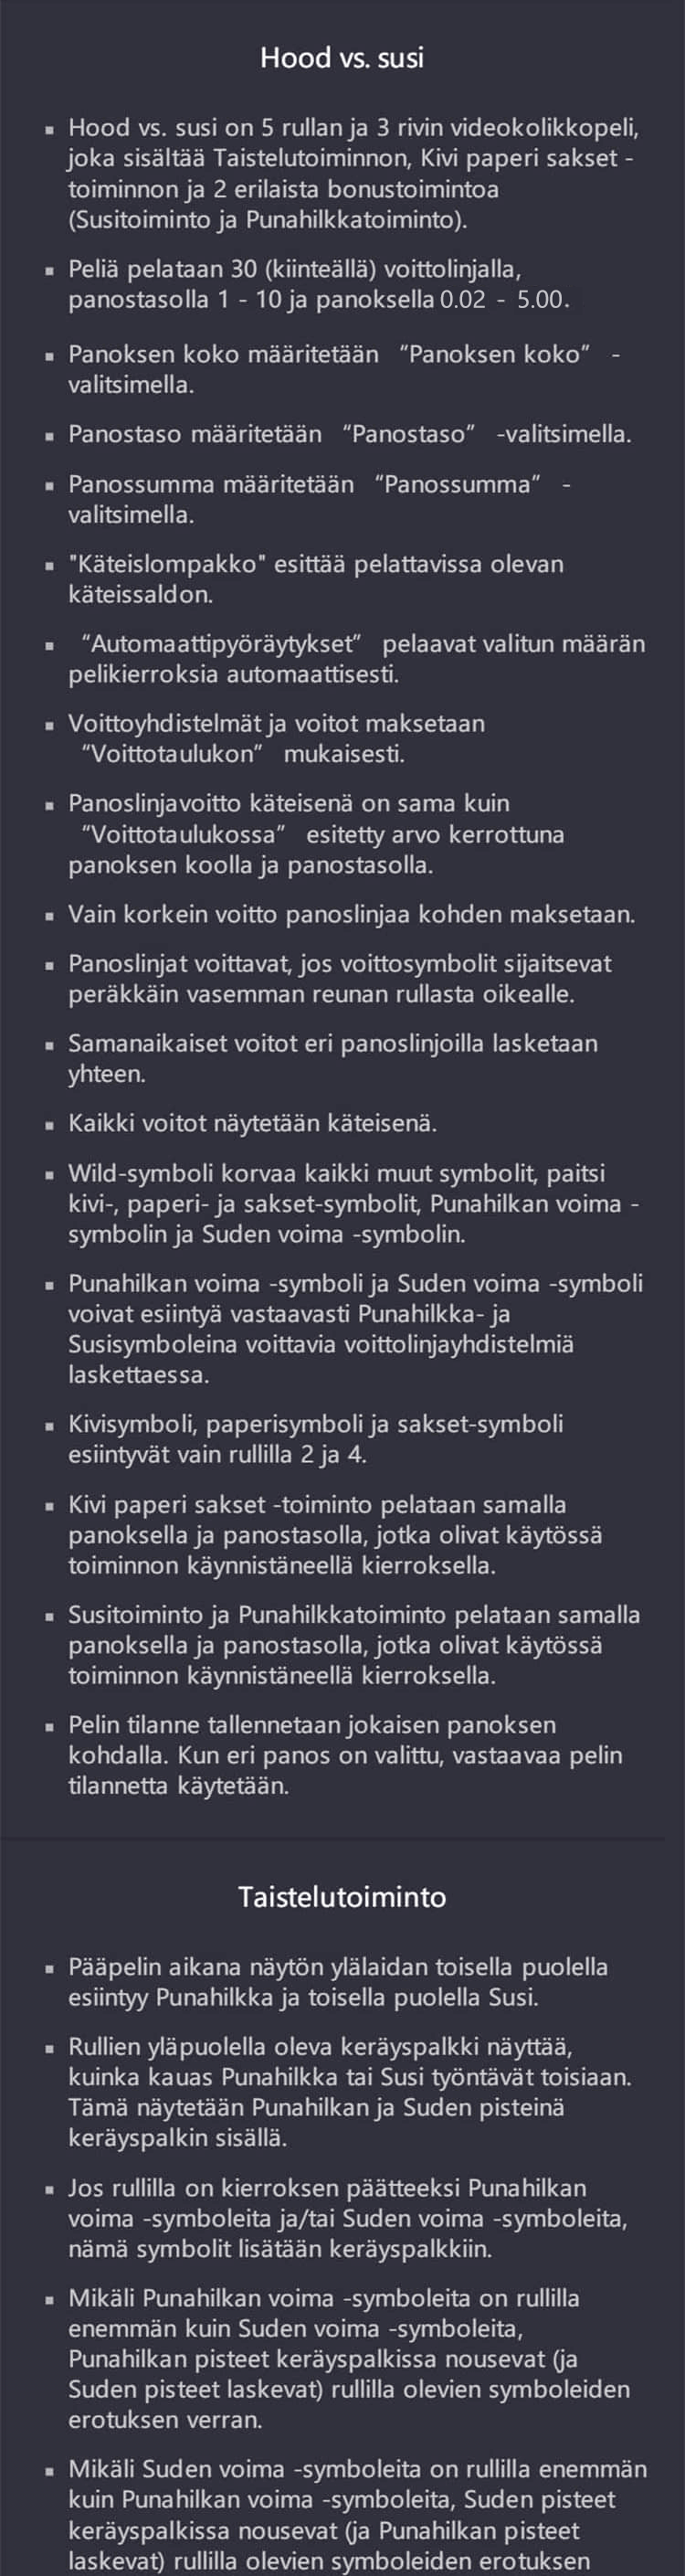 Hood vs. susi
▪ Hood vs. susi on 5 rullan ja 3 rivin videokolikkopeli,
joka sisältää Taistelutoiminnon, Kivi paperi sakset -
toiminnon ja 2 erilaista bonustoimintoa
(Susitoiminto ja Punahilkkatoiminto).
▪ Peliä pelataan 30 (kiinteällä) voittolinjalla,
panostasolla 1 - 10 ja panoksella 0.02 - 5.00.
▪ Panoksen koko määritetään “Panoksen koko” -
valitsimella.
▪ Panostaso määritetään “Panostaso” -valitsimella.
▪ Panossumma määritetään “Panossumma” -
valitsimella.
▪ "Käteislompakko" esittää pelattavissa olevan
käteissaldon.
▪ “Automaattipyöräytykset” pelaavat valitun määrän
pelikierroksia automaattisesti.
▪ Voittoyhdistelmät ja voitot maksetaan
“Voittotaulukon” mukaisesti.
▪ Panoslinjavoitto käteisenä on sama kuin
“Voittotaulukossa” esitetty arvo kerrottuna
panoksen koolla ja panostasolla.
▪ Vain korkein voitto panoslinjaa kohden maksetaan.
▪ Panoslinjat voittavat, jos voittosymbolit sijaitsevat
peräkkäin vasemman reunan rullasta oikealle.
▪ Samanaikaiset voitot eri panoslinjoilla lasketaan
yhteen.
▪ Kaikki voitot näytetään käteisenä.
▪ Wild-symboli korvaa kaikki muut symbolit, paitsi
kivi-, paperi- ja sakset-symbolit, Punahilkan voima -
symbolin ja Suden voima -symbolin.
▪ Punahilkan voima -symboli ja Suden voima -symboli
voivat esiintyä vastaavasti Punahilkka- ja
Susisymboleina voittavia voittolinjayhdistelmiä
laskettaessa.
▪ Kivisymboli, paperisymboli ja sakset-symboli
esiintyvät vain rullilla 2 ja 4.
▪ Kivi paperi sakset -toiminto pelataan samalla
panoksella ja panostasolla, jotka olivat käytössä
toiminnon käynnistäneellä kierroksella.
▪ Susitoiminto ja Punahilkkatoiminto pelataan samalla
panoksella ja panostasolla, jotka olivat käytössä
toiminnon käynnistäneellä kierroksella.
▪ Pelin tilanne tallennetaan jokaisen panoksen
kohdalla. Kun eri panos on valittu, vastaavaa pelin
tilannetta käytetään.
Taistelutoiminto
▪ Pääpelin aikana näytön ylälaidan toisella puolella
esiintyy Punahilkka ja toisella puolella Susi.
▪ Rullien yläpuolella oleva keräyspalkki näyttää,
kuinka kauas Punahilkka tai Susi työntävät toisiaan.
Tämä näytetään Punahilkan ja Suden pisteinä
keräyspalkin sisällä.
▪ Jos rullilla on kierroksen päätteeksi Punahilkan
voima -symboleita ja/tai Suden voima -symboleita,
nämä symbolit lisätään keräyspalkkiin.
▪ Mikäli Punahilkan voima -symboleita on rullilla
enemmän kuin Suden voima -symboleita,
Punahilkan pisteet keräyspalkissa nousevat (ja
Suden pisteet laskevat) rullilla olevien symboleiden
erotuksen verran.
▪ Mikäli Suden voima -symboleita on rullilla enemmän
kuin Punahilkan voima -symboleita, Suden pisteet
keräyspalkissa nousevat (ja Punahilkan pisteet
laskevat) rullilla olevien symboleiden erotuksen